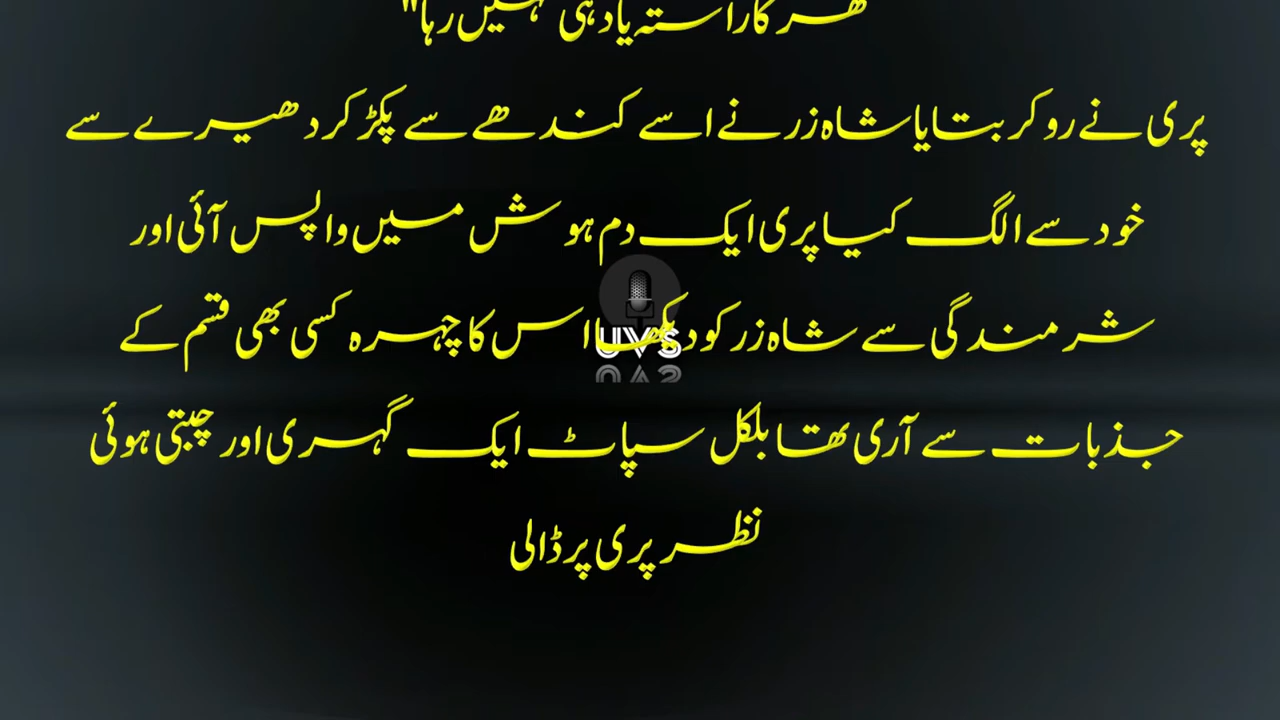 گھر کا راستہ یاد ہی نہیں رہا"
پری نے رو کر بتایا شاہ زر نے اسے کندھے سے پکڑ کر دھیرے سے
خود سے الگ کیا پری ایک دم ہوش میں واپس آئی اور
شرمندگی سے شاہ زر کو دیکھا اس کا چہرہ کسی بھی قسم کے
جذبات سے آری تھا بلکل سپاٹ ایک گہری اور چبتی ہوئی
نظر پری پر ڈالی
UVS